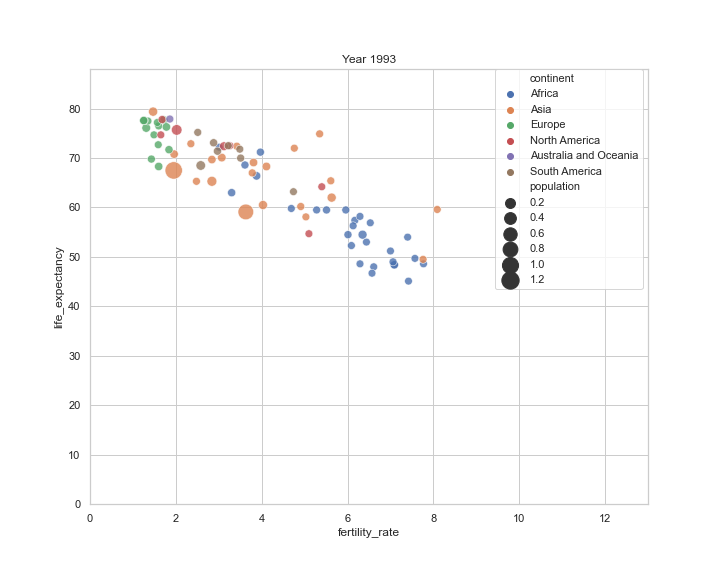 Year 1993
continent
Africa
Asia
Europe
North America
Australia and Oceania
South America
population
0.2
0.4
0.6
0.8
1.0
1.2
80
70
60
50
40
30
20
10
0
life_expectancy
0 2 4 6 8 10 12
fertility_rate